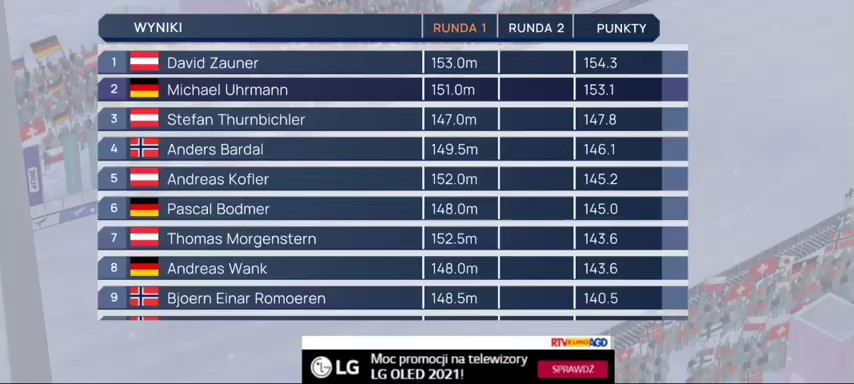 WYNIKI RUNDA 1 RUNDA 2 PUNKTY
1 David Zauner 153.0m 154.3
2 Michael Uhrmann 151.0m 153.1
3 Stefan Thurnbichler 147.0m 147.8
4 Anders Bardal 149.5m 146.1
5 Andreas Kofler 152.0m 145.2
6 Pascal Bodmer 148.0m 145.0
7 Thomas Morgenstern 152.5m 143.6
8 Andreas Wank 148.0m 143.6
9 Bjoern Einar Romoeren 148.5m 140.5
RTV EURO AGD
LG Moc promocji na telewizory
LG OLED 2021!
SPRAWDŹ